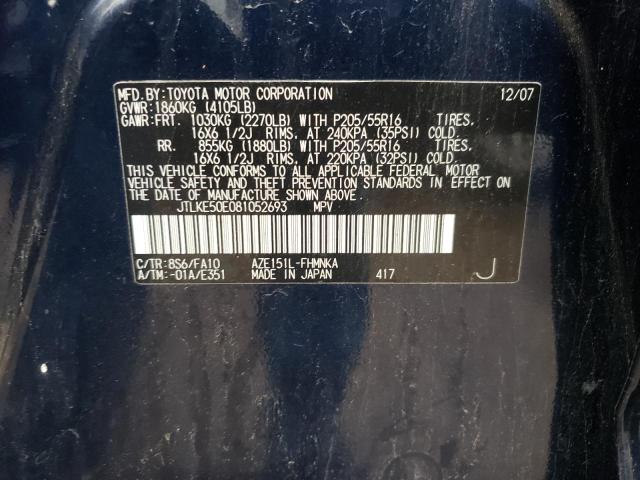 MFD. BY: TOYOTA MOTOR CORPORATION 12/07
GVWR: 1860KG (4105LB)
GAWR: FRT. 1030KG (2270LB) WITH P205/55R16 TIRES,
16X6 1/2J RIMS, AT 240KPA (35PSI) COLD.
RR. 855KG (1880LB) WITH P205/55R16 TIRES,
16X6 1/2J RIMS, AT 220KPA (32PSI) COLD.
THIS VEHICLE CONFORMS TO ALL APPLICABLE FEDERAL MOTOR
VEHICLE SAFETY AND THEFT PREVENTION STANDARDS IN EFFECT ON
THE DATE OF MANUFACTURE SHOWN ABOVE.
JTLKE50E081052693 MPV
C/TR: 8S6/FA10 AZE151L-FHMNKA
A/TM: -01A/E351 MADE IN JAPAN 417 J